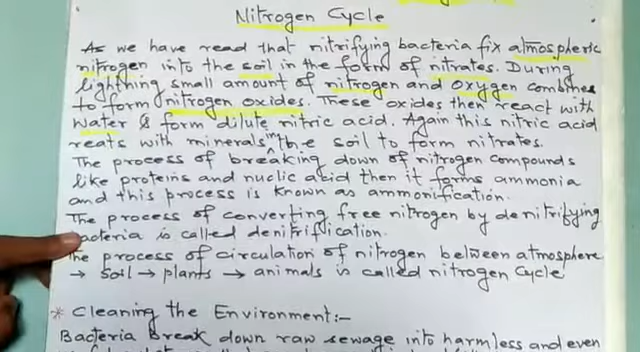 Nitrogen Cycle
As we have read that nitrifying bacteria fix atmospheric
nitrogen into the soil in the form of nitrates. During
lightning small amount of nitrogen and oxygen combines
to form nitrogen oxides. These oxides then react with
water & form dilute nitric acid. Again this nitric acid
reats with minerals in the soil to form nitrates.
The process of breaking down of nitrogen compounds
like proteins and nuclic acid then it forms ammonia
and this process is known as ammonification.
The process of converting free nitrogen by denitrifying
bacteria is called denitrification.
The process of circulation of nitrogen between atmosphere
→ soil → plants → animals is called nitrogen cycle
* Cleaning the Environment:-
Bacteria Break down raw sewage into harmless and even